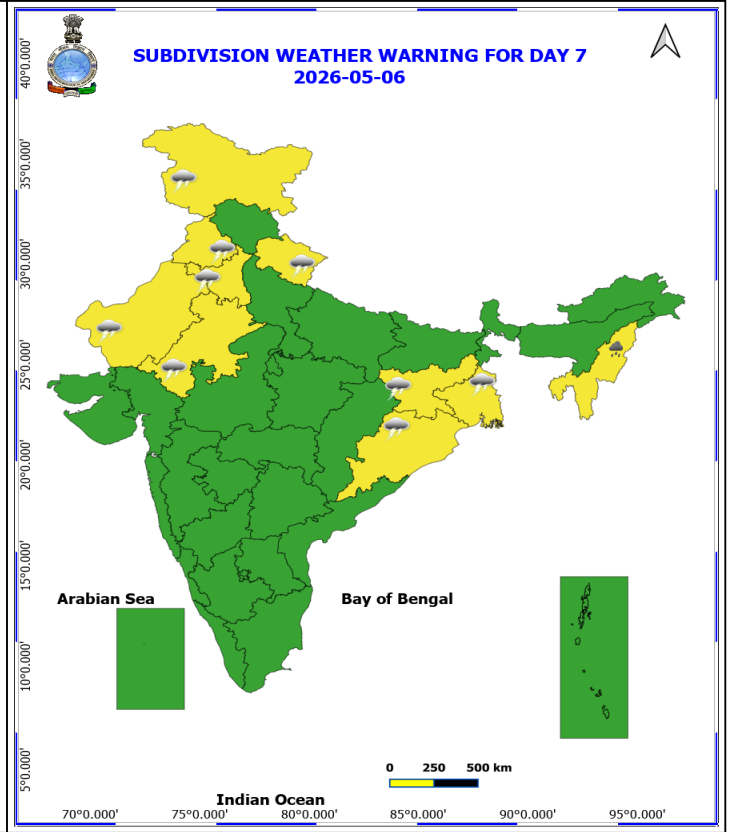 SUBDIVISION WEATHER WARNING FOR DAY 7
2026-05-06
40°0.000'
35°0.000'
30°0.000'
25°0.000'
20°0.000'
15°0.000'
10°0.000'
5°0.000'
Arabian Sea
Bay of Bengal
0 250 500 km
Indian Ocean
70°0.000' 75°0.000' 80°0.000' 85°0.000' 90°0.000' 95°0.000'